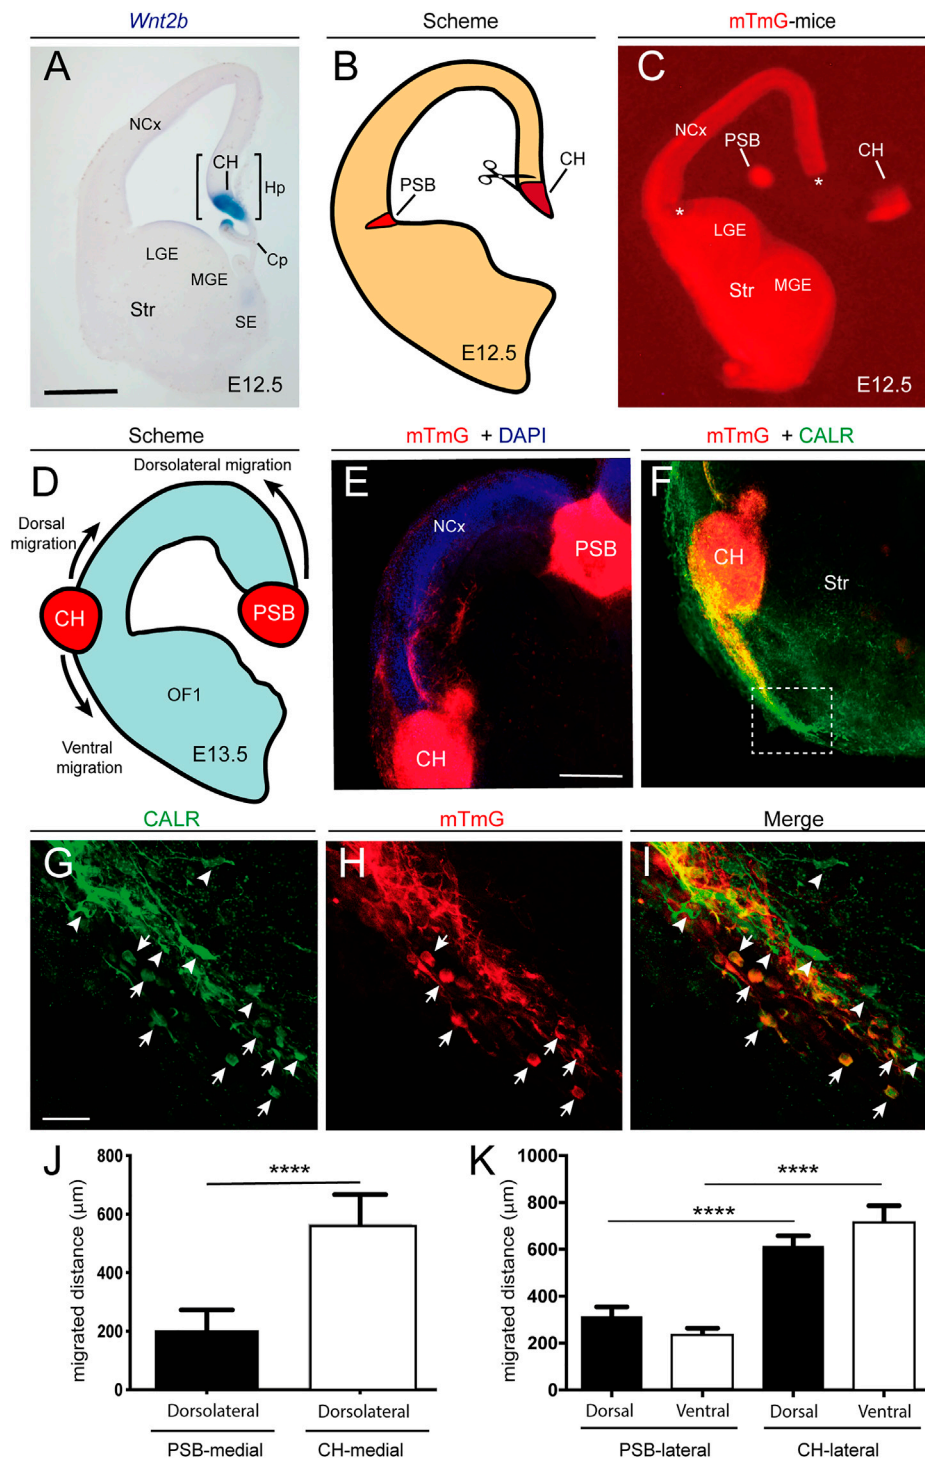 Wnt2b
Scheme
mTmG-mice
A
NCx
CH
Hp
Cp
LGE
MGE
Str
SE
E12.5
B
PSB
CH
E12.5
C
NCx
PSB
CH
*
*
LGE
Str
MGE
E12.5
Scheme
mTmG + DAPI
mTmG + CALR
D
Dorsolateral migration
Dorsal
migration
CH
PSB
OF1
Ventral
migration
E13.5
E
NCx
PSB
CH
F
CH
Str
CALR
mTmG
Merge
G
H
I
J
migrated distance (µm)
800
600
400
200
0
****
Dorsolateral
Dorsolateral
PSB-medial
CH-medial
K
migrated distance (µm)
1000
800
600
400
200
0
****
****
Dorsal
Ventral
Dorsal
Ventral
PSB-lateral
CH-lateral